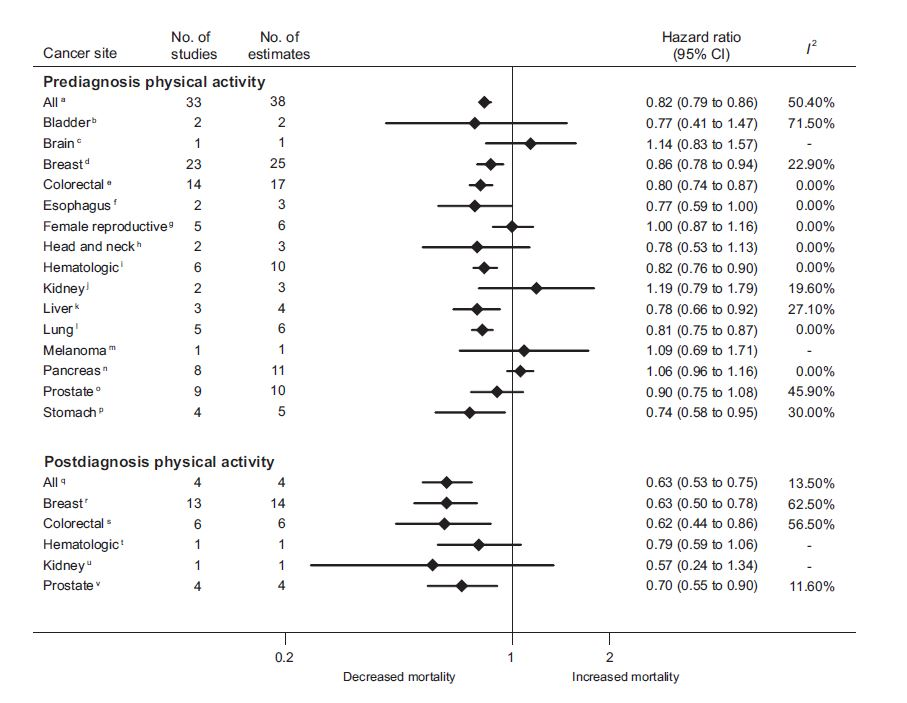 Cancer site No. of studies No. of estimates Hazard ratio (95% CI) I²
Prediagnosis physical activity
All ᵃ 33 38 0.82 (0.79 to 0.86) 50.40%
Bladder ᵇ 2 2 0.77 (0.41 to 1.47) 71.50%
Brain ᶜ 1 1 1.14 (0.83 to 1.57) -
Breast ᵈ 23 25 0.86 (0.78 to 0.94) 22.90%
Colorectal ᵉ 14 17 0.80 (0.74 to 0.87) 0.00%
Esophagus ᶠ 2 3 0.77 (0.59 to 1.00) 0.00%
Female reproductive ᵍ 5 6 1.00 (0.87 to 1.16) 0.00%
Head and neck ʰ 2 3 0.78 (0.53 to 1.13) 0.00%
Hematologic ⁱ 6 10 0.82 (0.76 to 0.90) 0.00%
Kidney ʲ 2 3 1.19 (0.79 to 1.79) 19.60%
Liver ᵏ 3 4 0.78 (0.66 to 0.92) 27.10%
Lung ˡ 5 6 0.81 (0.75 to 0.87) 0.00%
Melanoma ᵐ 1 1 1.09 (0.69 to 1.71) -
Pancreas ⁿ 8 11 1.06 (0.96 to 1.16) 0.00%
Prostate ᵒ 9 10 0.90 (0.75 to 1.08) 45.90%
Stomach ᵖ 4 5 0.74 (0.58 to 0.95) 30.00%
Postdiagnosis physical activity
All q 4 4 0.63 (0.53 to 0.75) 13.50%
Breast ʳ 13 14 0.63 (0.50 to 0.78) 62.50%
Colorectal ˢ 6 6 0.62 (0.44 to 0.86) 56.50%
Hematologic ᵗ 1 1 0.79 (0.59 to 1.06) -
Kidney ᵘ 1 1 0.57 (0.24 to 1.34) -
Prostate ᵛ 4 4 0.70 (0.55 to 0.90) 11.60%
0.2 1 2
Decreased mortality Increased mortality